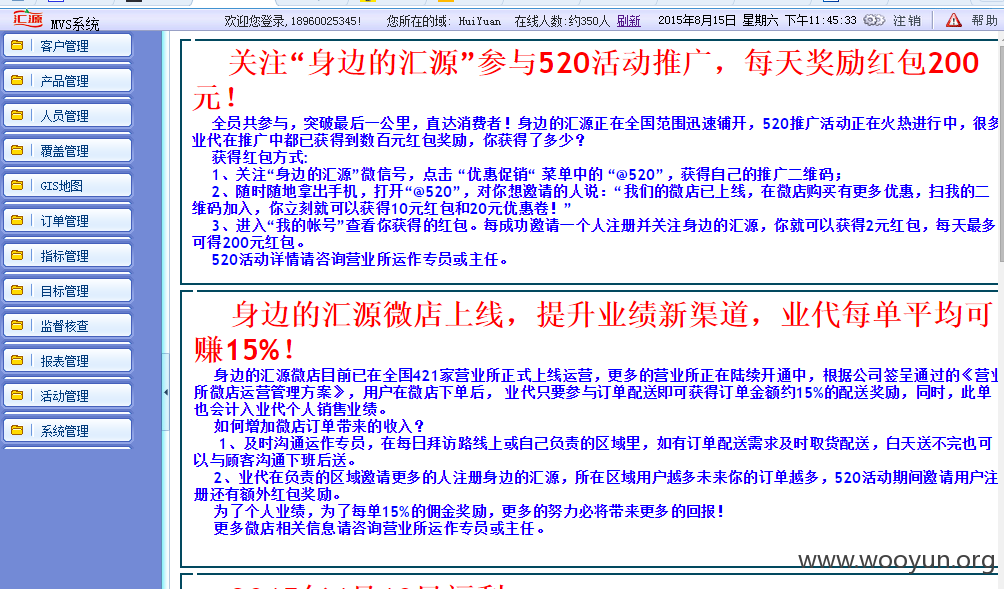 汇源 MVS系统 欢迎您登录,18960025345! 您所在的域: HuiYuan 在线人数:约350人 刷新 2015年8月15日 星期六 下午11:45:33 注销 帮助
客户管理
产品管理
人员管理
覆盖管理
GIS地图
订单管理
指标管理
目标管理
监督核查
报表管理
活动管理
系统管理
关注“身边的汇源”参与520活动推广，每天奖励红包200
元！
全员共参与，突破最后一公里，直达消费者！身边的汇源正在全国范围迅速铺开，520推广活动正在火热进行中，很多
业代在推广中都已获得到数百元红包奖励，你获得了多少？
获得红包方式:
1、关注“身边的汇源”微信号，点击“优惠促销“ 菜单中的 “@520”，获得自己的推广二维码；
2、随时随地拿出手机，打开“@520”，对你想邀请的人说：“我们的微店已上线，在微店购买有更多优惠，扫我的二
维码加入，你立刻就可以获得10元红包和20元优惠卷！”
3、进入“我的帐号”查看你获得的红包。每成功邀请一个人注册并关注身边的汇源，你就可以获得2元红包，每天最多
可得200元红包。
520活动详情请咨询营业所运作专员或主任。
身边的汇源微店上线，提升业绩新渠道，业代每单平均可
赚15%！
身边的汇源微店目前已在全国421家营业所正式上线运营，更多的营业所正在陆续开通中，根据公司签呈通过的《营业
所微店运营管理方案》，用户在微店下单后， 业代只要参与订单配送即可获得订单金额约15%的配送奖励，同时，此单
也会计入业代个人销售业绩。
如何增加微店订单带来的收入？
1、及时沟通运作专员，在每日拜访路线上或自己负责的区域里，如有订单配送需求及时取货配送，白天送不完也可
以与顾客沟通下班后送。
2、业代在负责的区域邀请更多的人注册身边的汇源，所在区域用户越多未来你的订单越多，520活动期间邀请用户注
册还有额外红包奖励。
为了个人业绩，为了每单15%的佣金奖励，更多的努力必将带来更多的回报！
更多微店相关信息请咨询营业所运作专员或主任。
www.wooyun.org